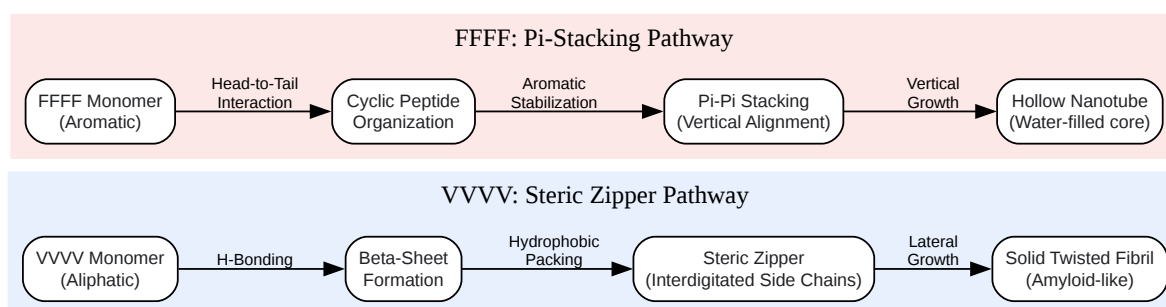 FFFF: Pi-Stacking Pathway
FFFF Monomer
(Aromatic)
Head-to-Tail
Interaction
Cyclic Peptide
Organization
Aromatic
Stabilization
Pi-Pi Stacking
(Vertical Alignment)
Vertical
Growth
Hollow Nanotube
(Water-filled core)
VVVV: Steric Zipper Pathway
VVVV Monomer
(Aliphatic)
H-Bonding
Beta-Sheet
Formation
Hydrophobic
Packing
Steric Zipper
(Interdigitated Side Chains)
Lateral
Growth
Solid Twisted Fibril
(Amyloid-like)